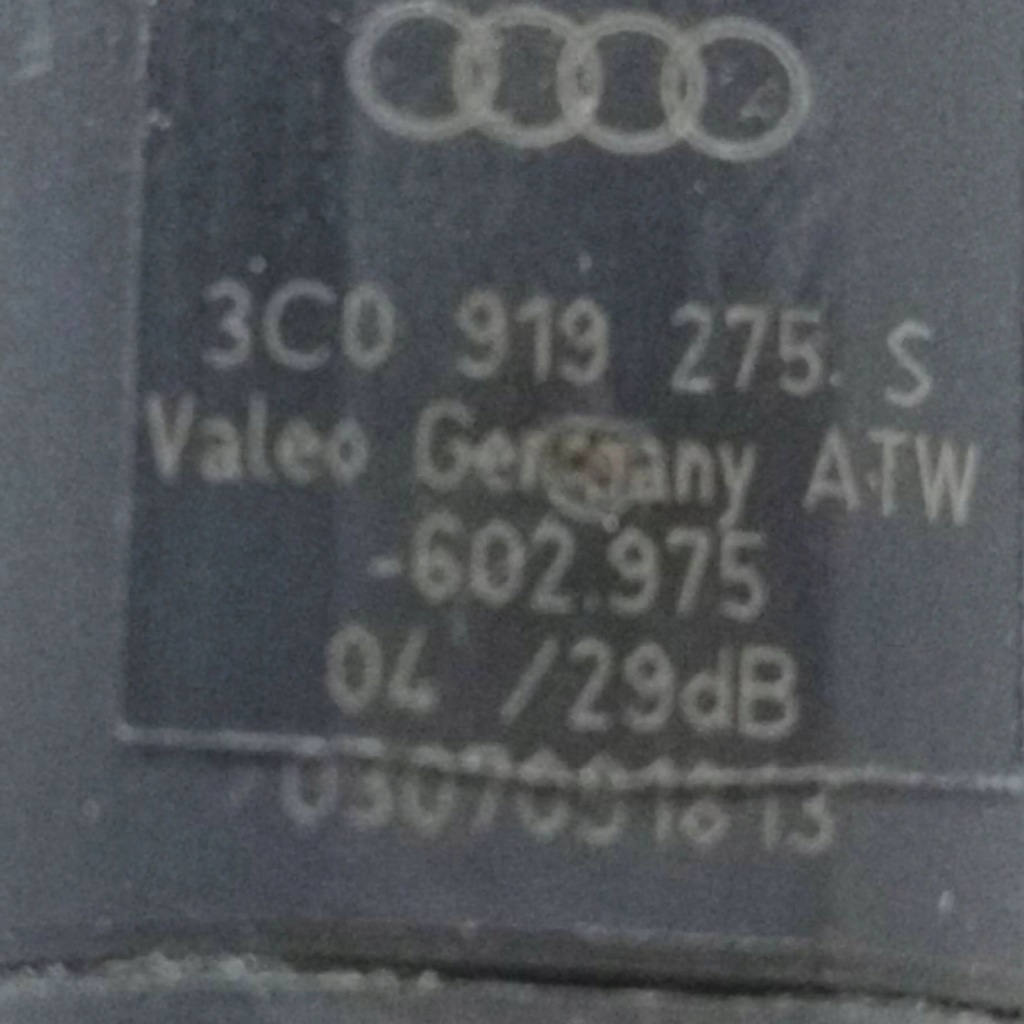 3C0 919 275 S
Valeo Germany ATW
-602.975
04 /29dB